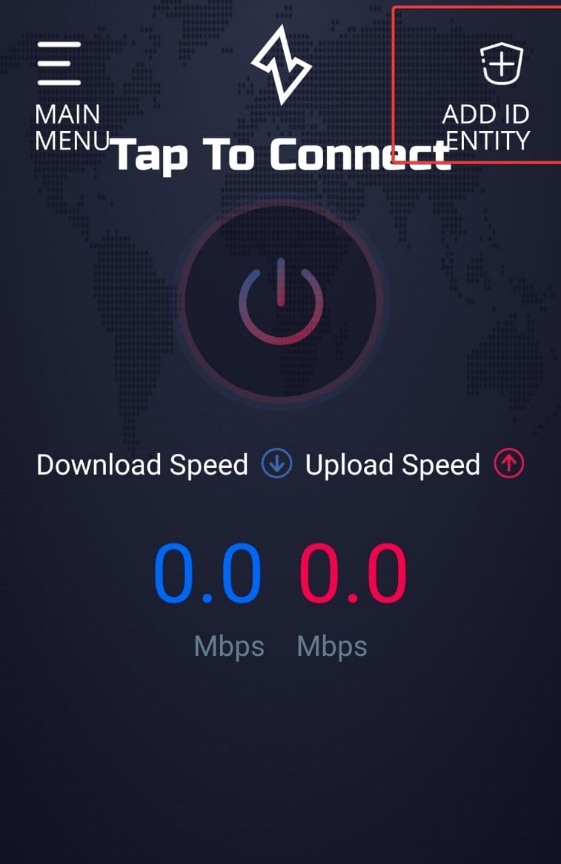 MAIN
MENU
ADD ID
ENTITY
Tap To Connect
Download Speed
Upload Speed
0.0
0.0
Mbps
Mbps